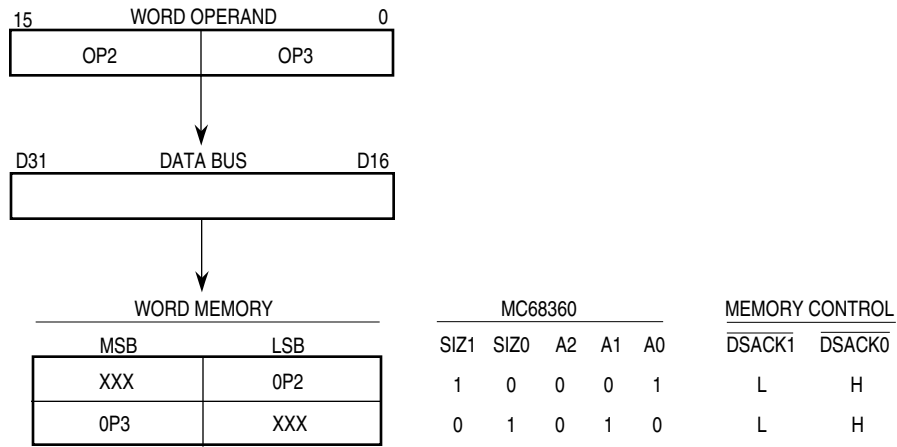 15 WORD OPERAND 0
OP2 OP3
D31 DATA BUS D16
WORD MEMORY MC68360 MEMORY CONTROL
MSB LSB SIZ1 SIZ0 A2 A1 A0 DSACK1 DSACK0
XXX 0P2 1 0 0 0 1 L H
0P3 XXX 0 1 0 1 0 L H